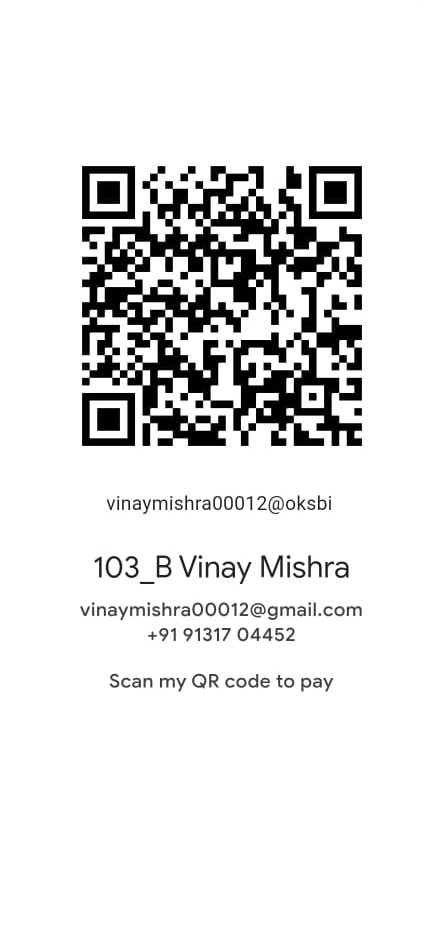 vinaymishra00012@oksbi
103_B Vinay Mishra
vinaymishra00012@gmail.com
+91 91317 04452
Scan my QR code to pay